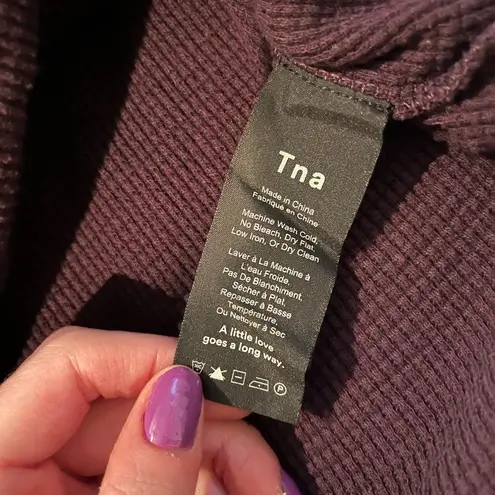 Tna
Made in China
Fabriqué en Chine
Machine Wash Cold,
No Bleach, Dry Flat,
Low Iron, Or Dry Clean
Laver à La Machine à
L'eau Froide,
Pas De Blanchiment,
Sécher à Plat,
Repasser à Basse
Température,
Ou Nettoyer à Sec
A little love
goes a long way.
P